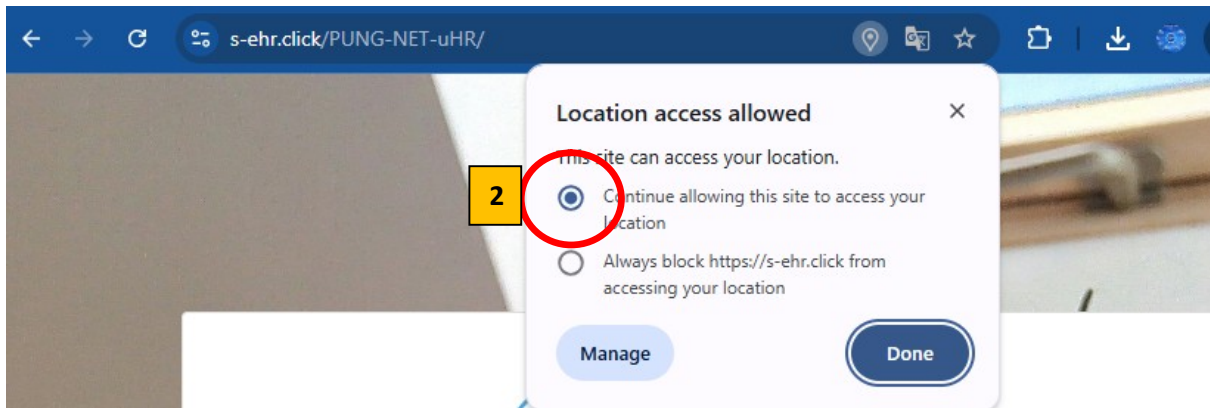 s-ehr.click/PUNG-NET-uHR/
Location access allowed
This site can access your location.
2
Continue allowing this site to access your
location
Always block https://s-ehr.click from
accessing your location
Manage
Done